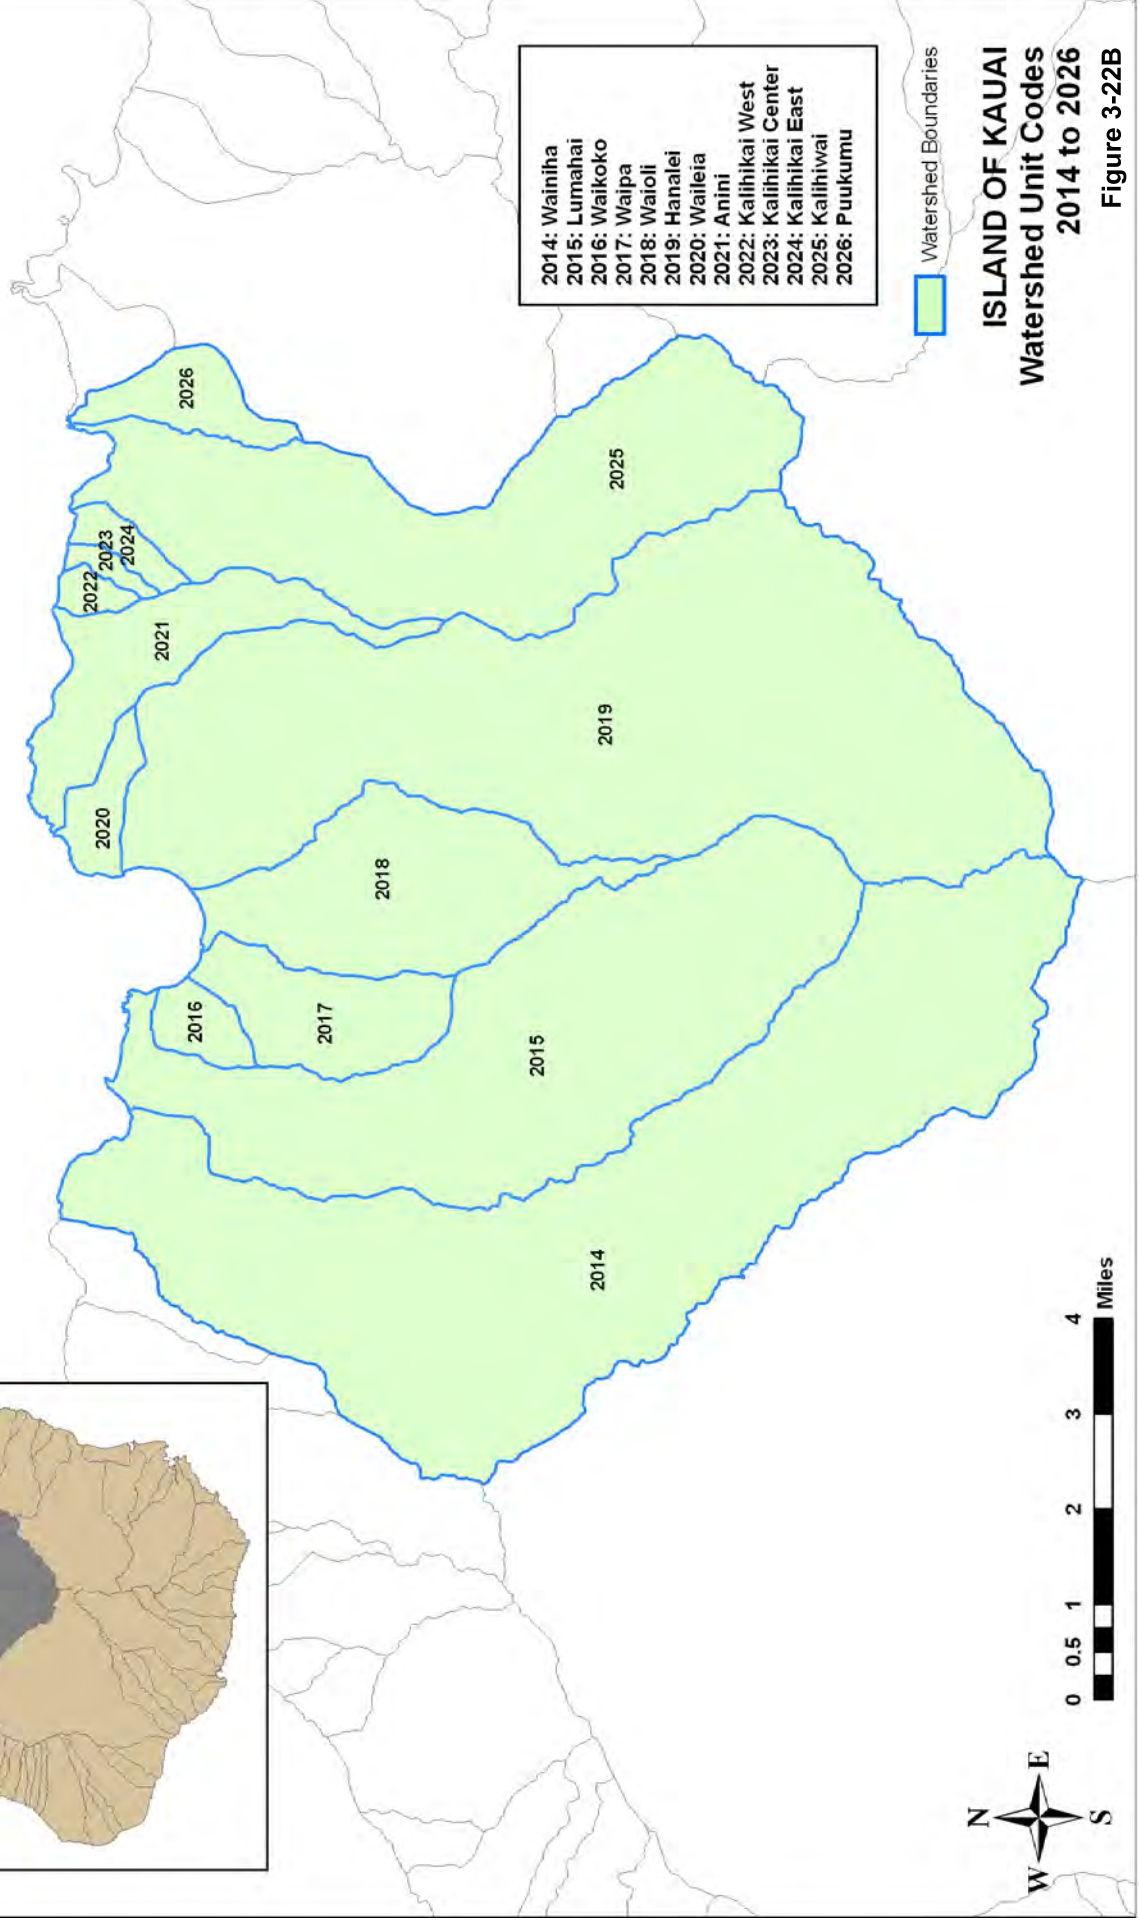 2026
2022
2023
2024
2021
2020
2025
2019
2018
2016
2017
2015
2014
2014: Wainiha
2015: Lumahai
2016: Waikoko
2017: Waipa
2018: Waioli
2019: Hanalei
2020: Waileia
2021: Anini
2022: Kalihikai West
2023: Kalihikai Center
2024: Kalihikai East
2025: Kalihiwai
2026: Puukumu
Watershed Boundaries
ISLAND OF KAUAI
Watershed Unit Codes
2014 to 2026
Figure 3-22B
N
W
E
S
0 0.5 1 2 3 4
Miles